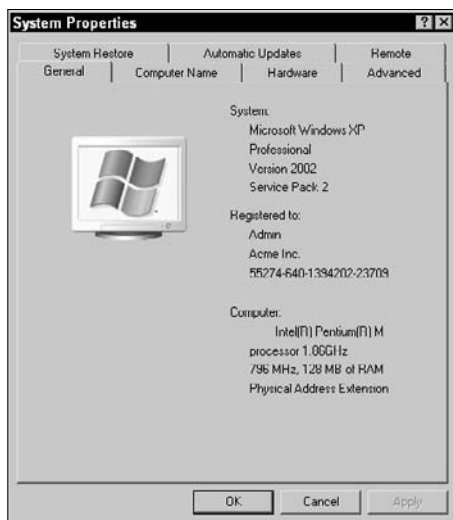 System Properties
System Restore
Automatic Updates
Remote
General
Computer Name
Hardware
Advanced
System:
Microsoft Windows XP
Professional
Version 2002
Service Pack 2
Registered to:
Admin
Acme Inc.
55274-640-1394202-23709
Computer:
Intel(R) Pentium(R) M
processor 1.06GHz
796 MHz, 128 MB of RAM
Physical Address Extension
OK
Cancel
Apply